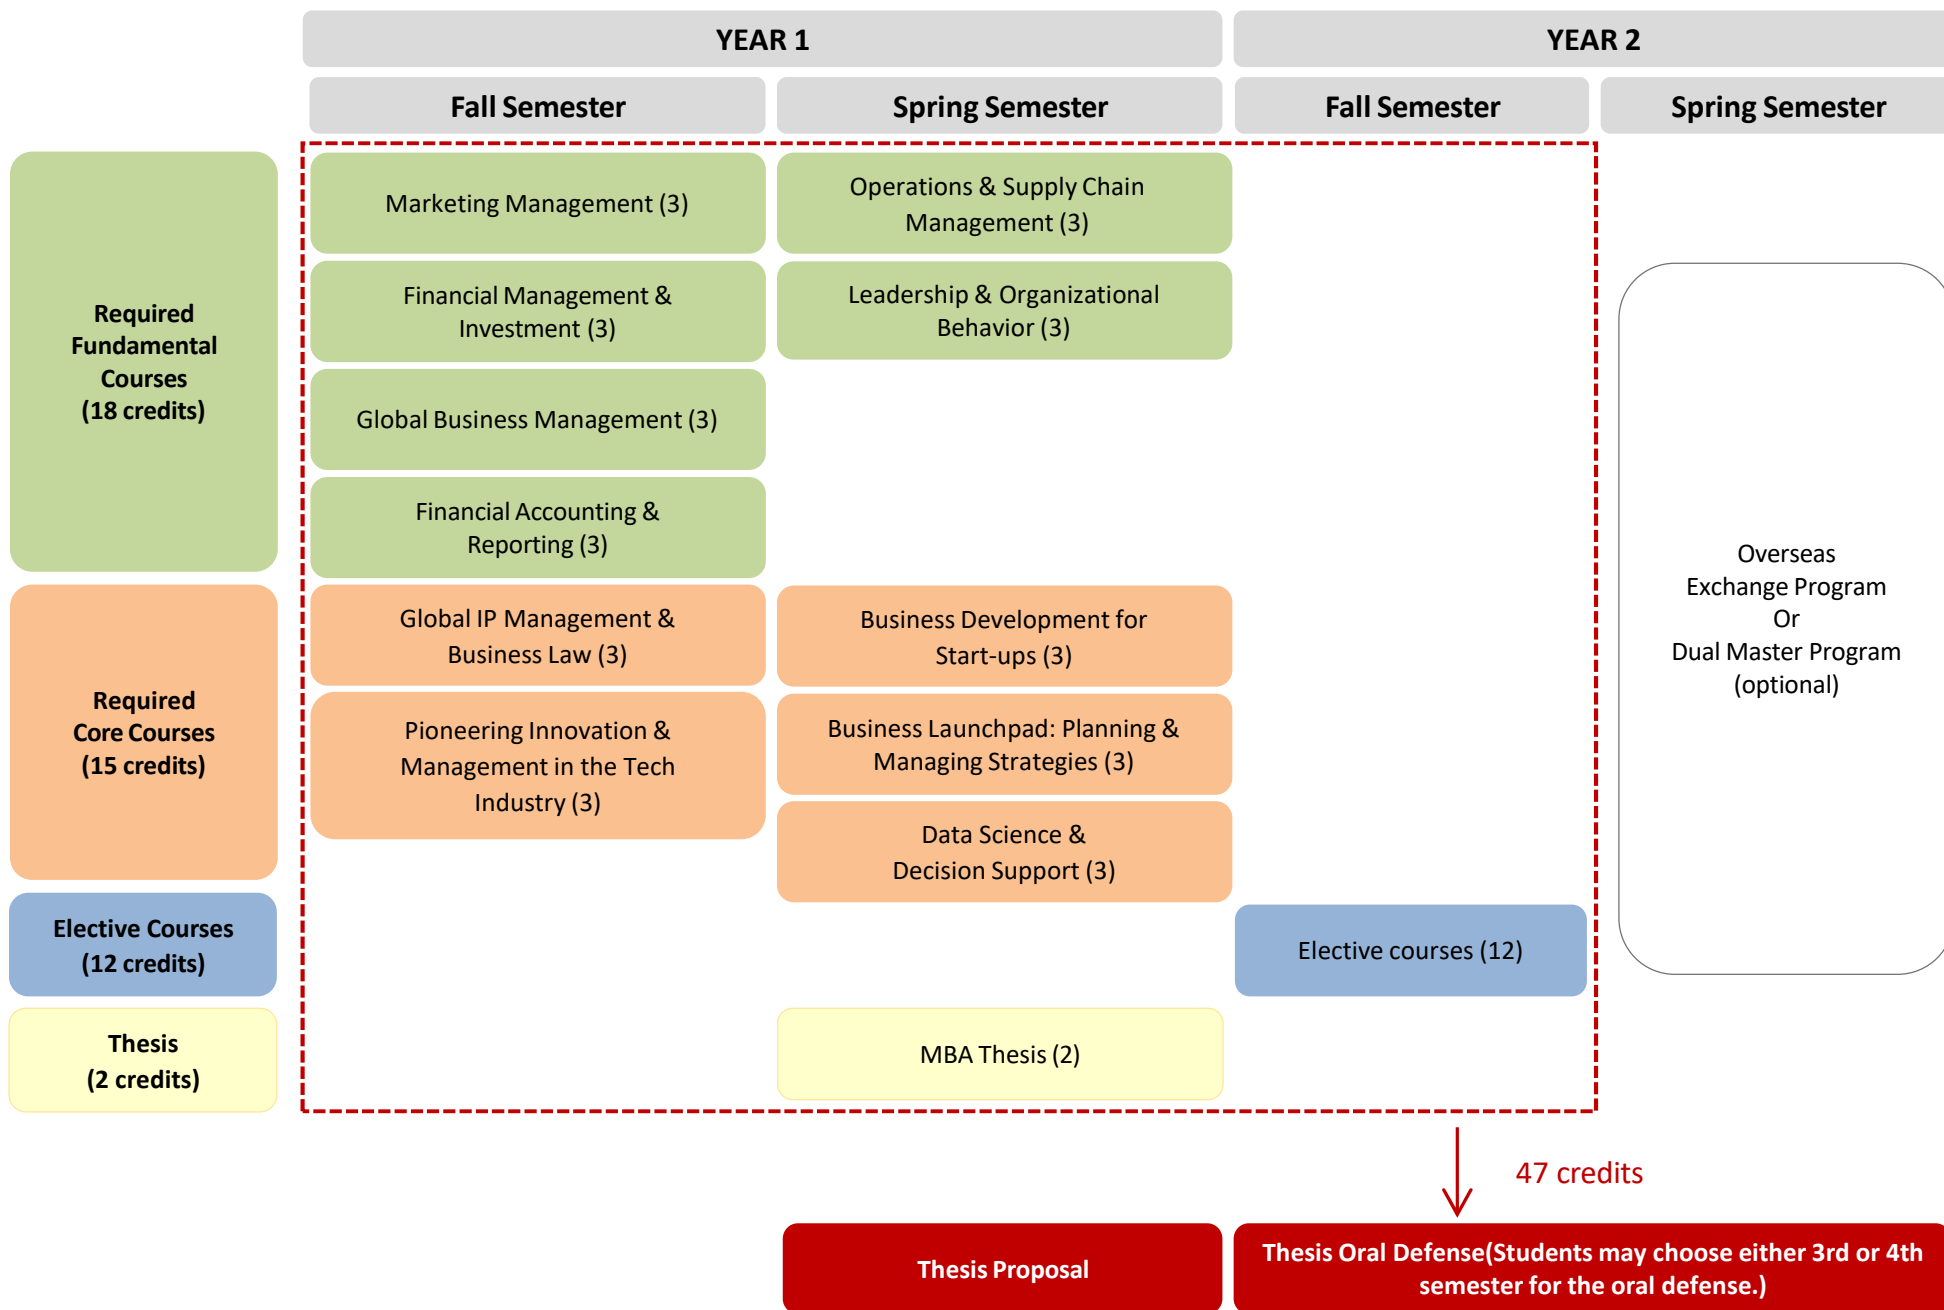 YEAR 1
YEAR 2
Fall Semester
Spring Semester
Fall Semester
Spring Semester
Required
Fundamental
Courses
(18 credits)
Marketing Management (3)
Operations & Supply Chain
Management (3)
Financial Management &
Investment (3)
Leadership & Organizational
Behavior (3)
Global Business Management (3)
Financial Accounting &
Reporting (3)
Required
Core Courses
(15 credits)
Global IP Management &
Business Law (3)
Business Development for
Start-ups (3)
Pioneering Innovation &
Management in the Tech
Industry (3)
Business Launchpad: Planning &
Managing Strategies (3)
Data Science &
Decision Support (3)
Overseas
Exchange Program
Or
Dual Master Program
(optional)
Elective Courses
(12 credits)
Elective courses (12)
Thesis
(2 credits)
MBA Thesis (2)
47 credits
Thesis Proposal
Thesis Oral Defense(Students may choose either 3rd or 4th
semester for the oral defense.)